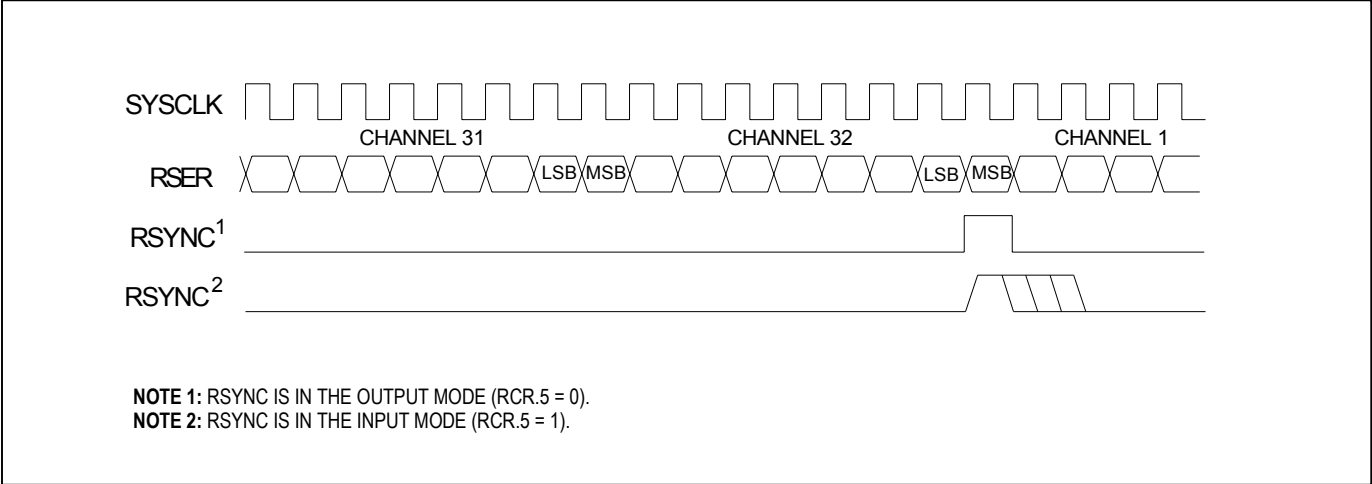 SYSCLK
CHANNEL 31 CHANNEL 32 CHANNEL 1
RSER LSB MSB LSB MSB
RSYNC1
RSYNC2
NOTE 1: RSYNC IS IN THE OUTPUT MODE (RCR.5 = 0).
NOTE 2: RSYNC IS IN THE INPUT MODE (RCR.5 = 1).